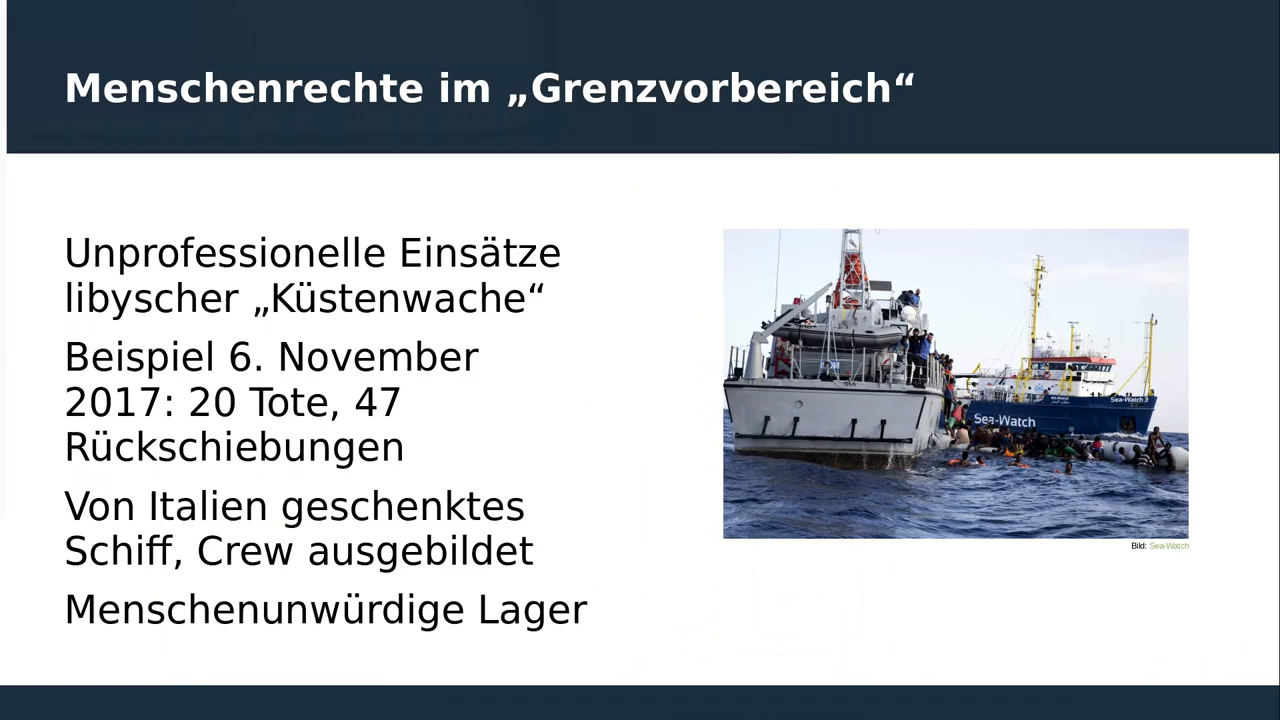 Menschenrechte im „Grenzvorbereich“
Unprofessionelle Einsätze
libyscher „Küstenwache“
Beispiel 6. November
2017: 20 Tote, 47
Rückschiebungen
Von Italien geschenktes
Schiff, Crew ausgebildet
Menschenunwürdige Lager
Sea-Watch 3
Sea-Watch
Bild: Sea-Watch